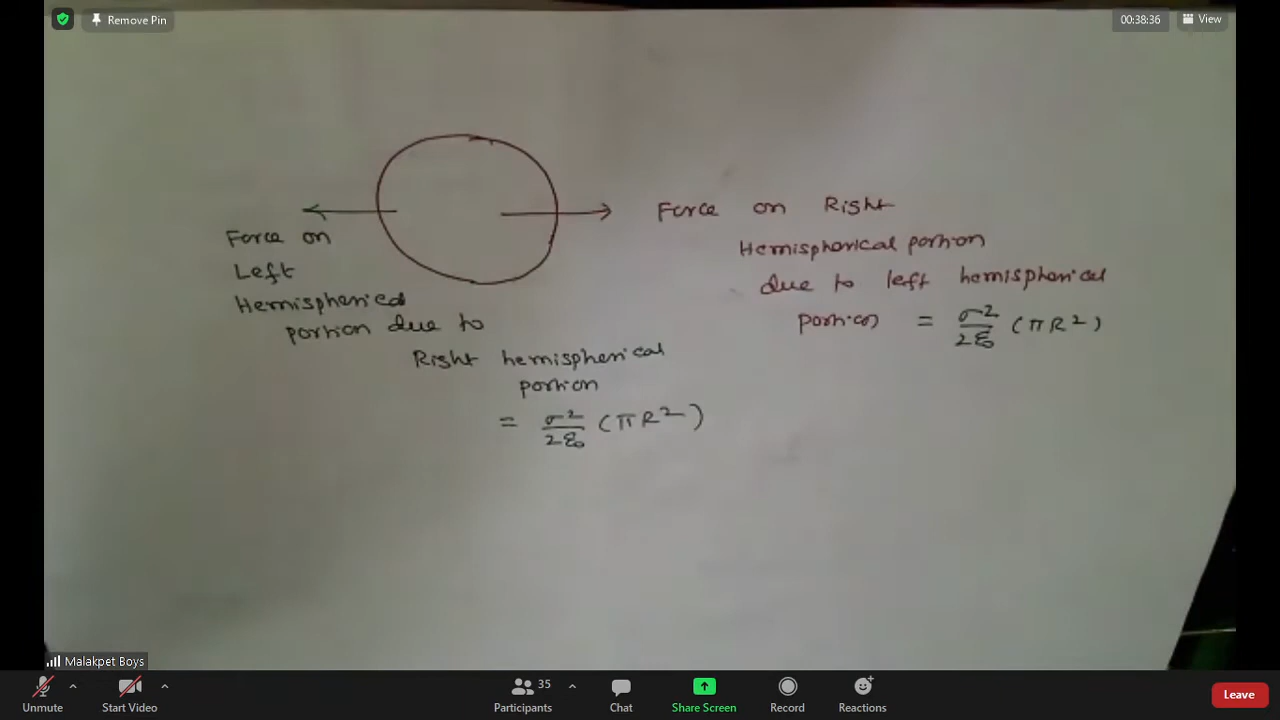 Remove Pin
00:38:36
View
Force on
Left
Hemispherical
portion due to
Right hemispherical
portion
= σ²/2ε₀ (πR²)
Force on Right
Hemispherical portion
due to left hemispherical
portion = σ²/2ε₀ (πR²)
Malakpet Boys
Unmute
Start Video
Participants
35
Chat
Share Screen
Record
Reactions
Leave